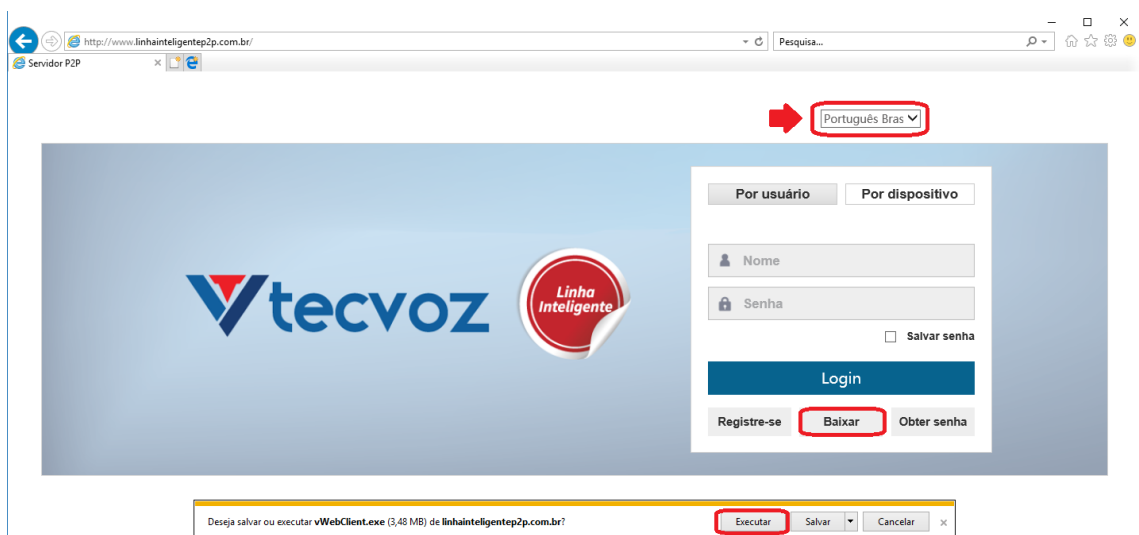 http://www.linhainteligentep2p.com.br/
Pesquisa...
Servidor P2P
Português Bras
Por usuário
Por dispositivo
Nome
tecvoz
Linha
Inteligente
Senha
Salvar senha
Login
Registre-se
Baixar
Obter senha
Deseja salvar ou executar vWebClient.exe (3,48 MB) de linhainteligentep2p.com.br?
Executar
Salvar
Cancelar